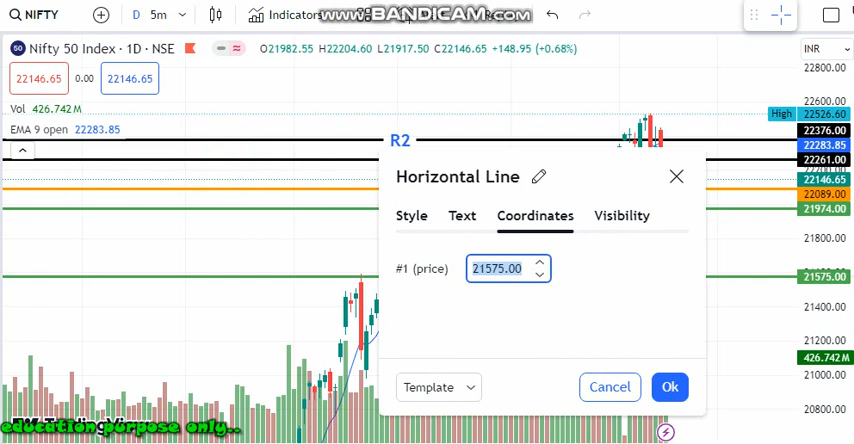 NIFTY
D 5m Indicators
WWW.BANDICAM.COM
50 Nifty 50 Index · 1D · NSE O21982.55 H22204.60 L21917.50 C22146.65 +148.95 (+0.68%) INR
22146.65 0.00 22146.65
Vol 426.742M
EMA 9 open 22283.85
22800.00
22600.00
High 22526.60
22376.00
R2
22283.85
22261.00
22200.00
22146.65
22089.00
21974.00
21800.00
21575.00
21400.00
21200.00
426.742M
21000.00
20800.00
Horizontal Line
Style Text Coordinates Visibility
#1 (price) 21575.00
Template Cancel Ok
education purpose only..